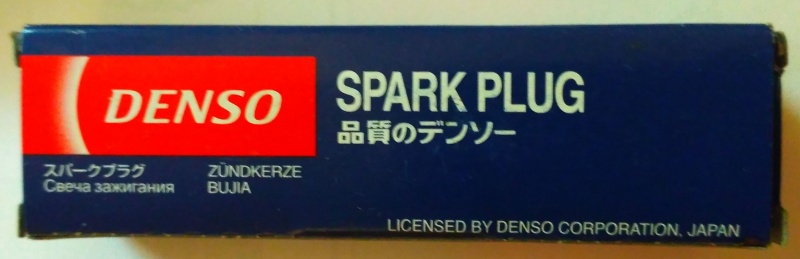 DENSO
SPARK PLUG
品質のデンソー
スパークプラグ
Свеча зажигания
ZÜNDKERZE
BUJIA
LICENSED BY DENSO CORPORATION, JAPAN